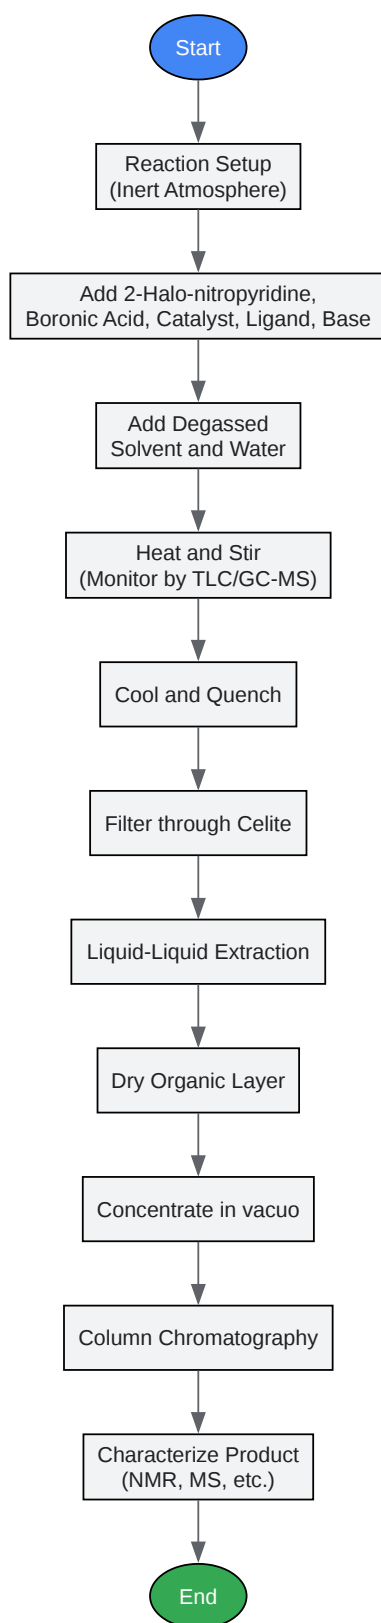 Start
Reaction Setup
(Inert Atmosphere)
Add 2-Halo-nitropyridine,
Boronic Acid, Catalyst, Ligand, Base
Add Degassed
Solvent and Water
Heat and Stir
(Monitor by TLC/GC-MS)
Cool and Quench
Filter through Celite
Liquid-Liquid Extraction
Dry Organic Layer
Concentrate in vacuo
Column Chromatography
Characterize Product
(NMR, MS, etc.)
End